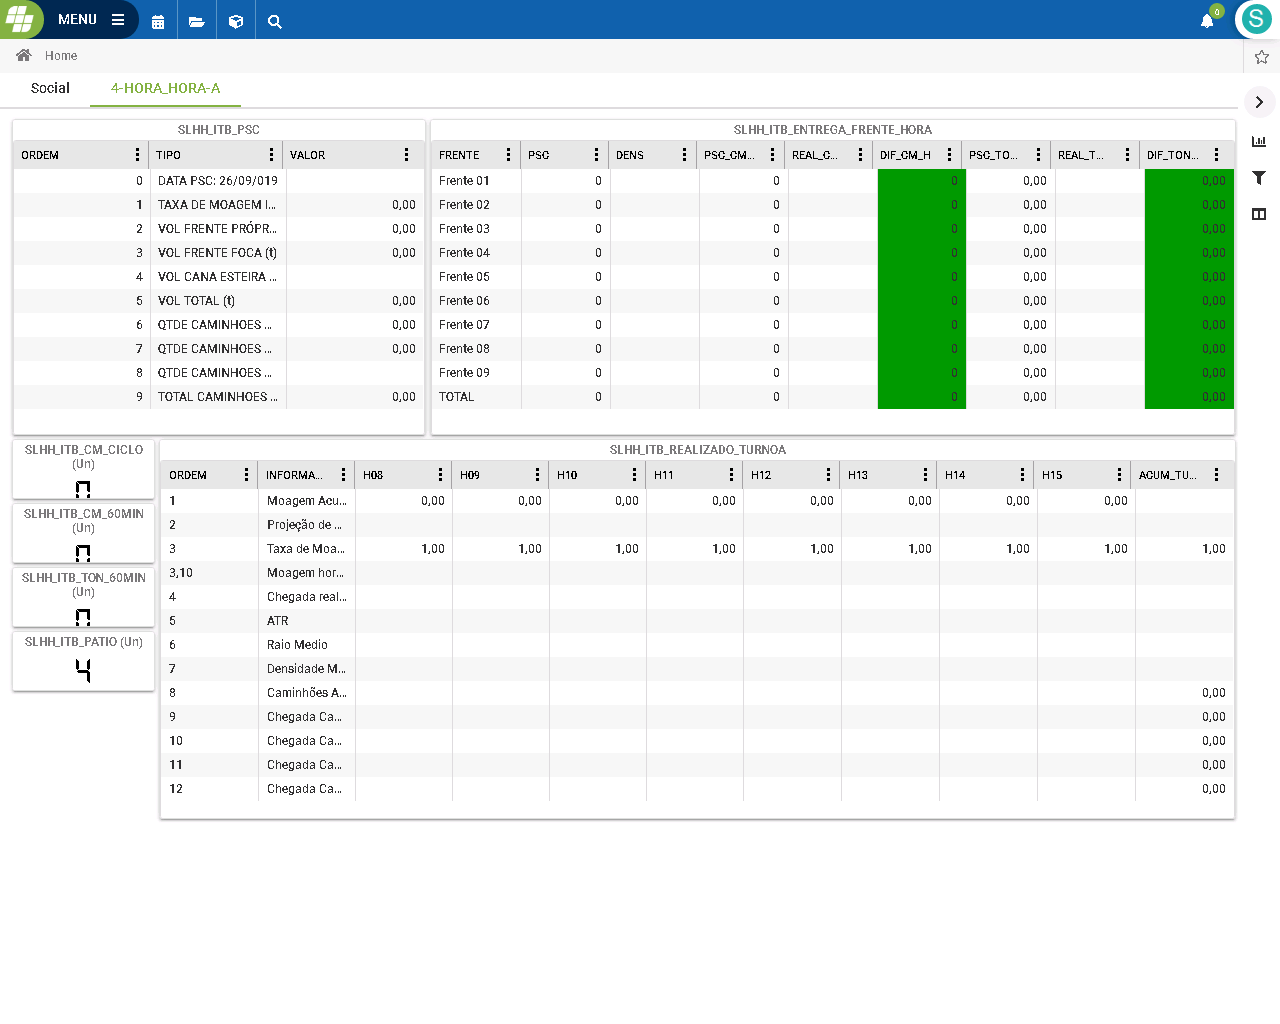 MENU
0
S
Home
Social 4-HORA_HORA-A
SLHH_ITB_PSC
ORDEM TIPO VALOR
0 DATA PSC: 26/09/019
1 TAXA DE MOAGEM I... 0,00
2 VOL FRENTE PRÓPR... 0,00
3 VOL FRENTE FOCA (t) 0,00
4 VOL CANA ESTEIRA ...
5 VOL TOTAL (t) 0,00
6 QTDE CAMINHOES ... 0,00
7 QTDE CAMINHOES ... 0,00
8 QTDE CAMINHOES ...
9 TOTAL CAMINHOES ... 0,00
SLHH_ITB_ENTREGA_FRENTE_HORA
FRENTE PSC DENS PSC_CM... REAL_C... DIF_CM_H PSC_TO... REAL_T... DIF_TON...
Frente 01 0 0 0 0,00 0,00
Frente 02 0 0 0 0,00 0,00
Frente 03 0 0 0 0,00 0,00
Frente 04 0 0 0 0,00 0,00
Frente 05 0 0 0 0,00 0,00
Frente 06 0 0 0 0,00 0,00
Frente 07 0 0 0 0,00 0,00
Frente 08 0 0 0 0,00 0,00
Frente 09 0 0 0 0,00 0,00
TOTAL 0 0 0 0,00 0,00
SLHH_ITB_CM_CICLO
(Un)
0
SLHH_ITB_CM_60MIN
(Un)
0
SLHH_ITB_TON_60MIN
(Un)
0
SLHH_ITB_PATIO (Un)
4
SLHH_ITB_REALIZADO_TURNOA
ORDEM INFORMA... H08 H09 H10 H11 H12 H13 H14 H15 ACUM_TU...
1 Moagem Acu... 0,00 0,00 0,00 0,00 0,00 0,00 0,00 0,00
2 Projeção de ...
3 Taxa de Moa... 1,00 1,00 1,00 1,00 1,00 1,00 1,00 1,00 1,00
3,10 Moagem hor...
4 Chegada real...
5 ATR
6 Raio Medio
7 Densidade M...
8 Caminhões A... 0,00
9 Chegada Ca... 0,00
10 Chegada Ca... 0,00
11 Chegada Ca... 0,00
12 Chegada Ca... 0,00